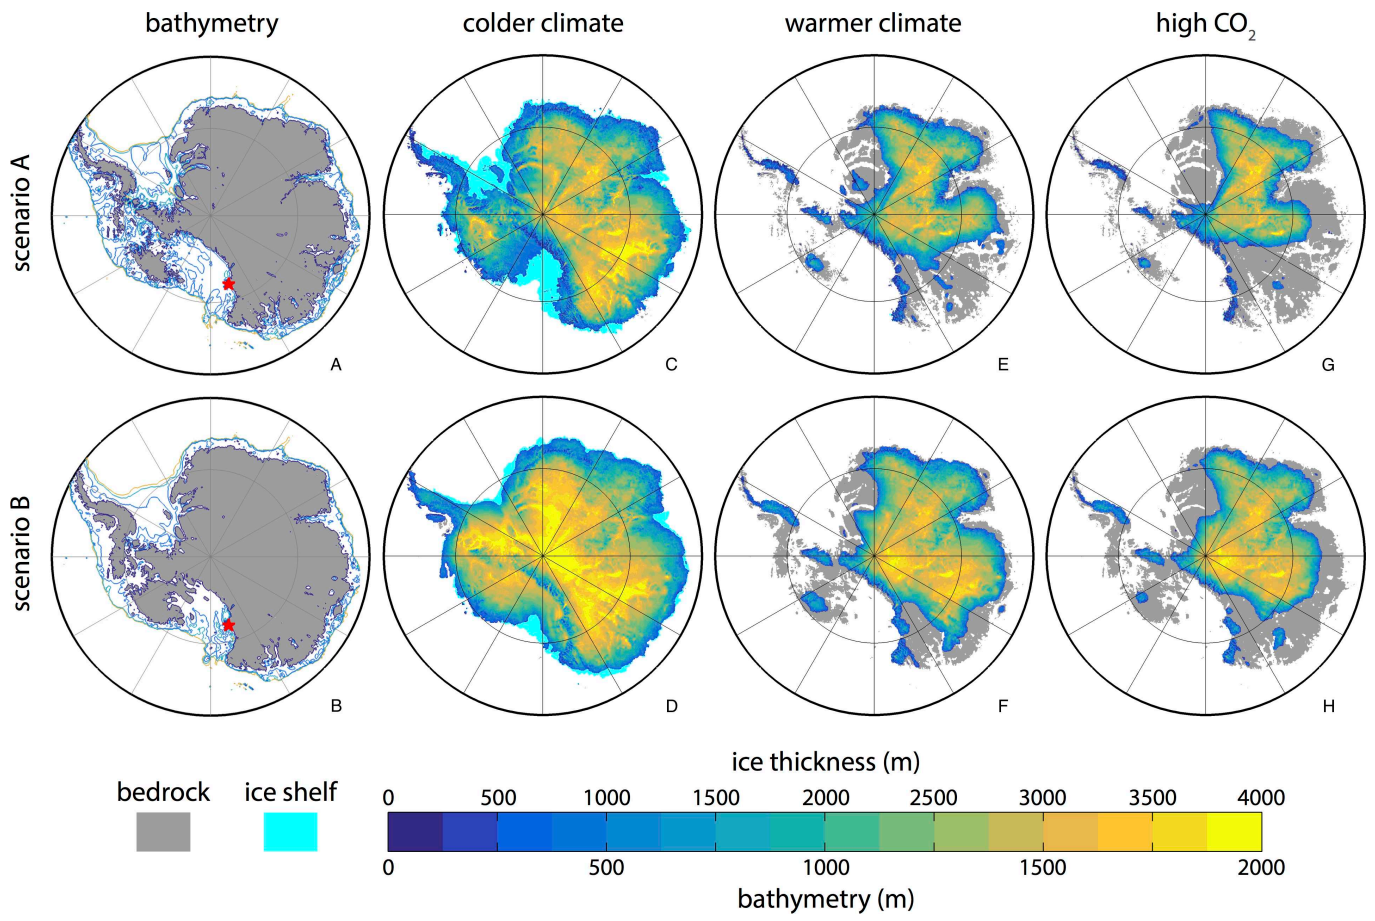 bathymetry colder climate warmer climate high CO₂
scenario A
A C E G
scenario B
B D F H
ice thickness (m)
bedrock ice shelf
0 500 1000 1500 2000 2500 3000 3500 4000
0 500 1000 1500 2000
bathymetry (m)